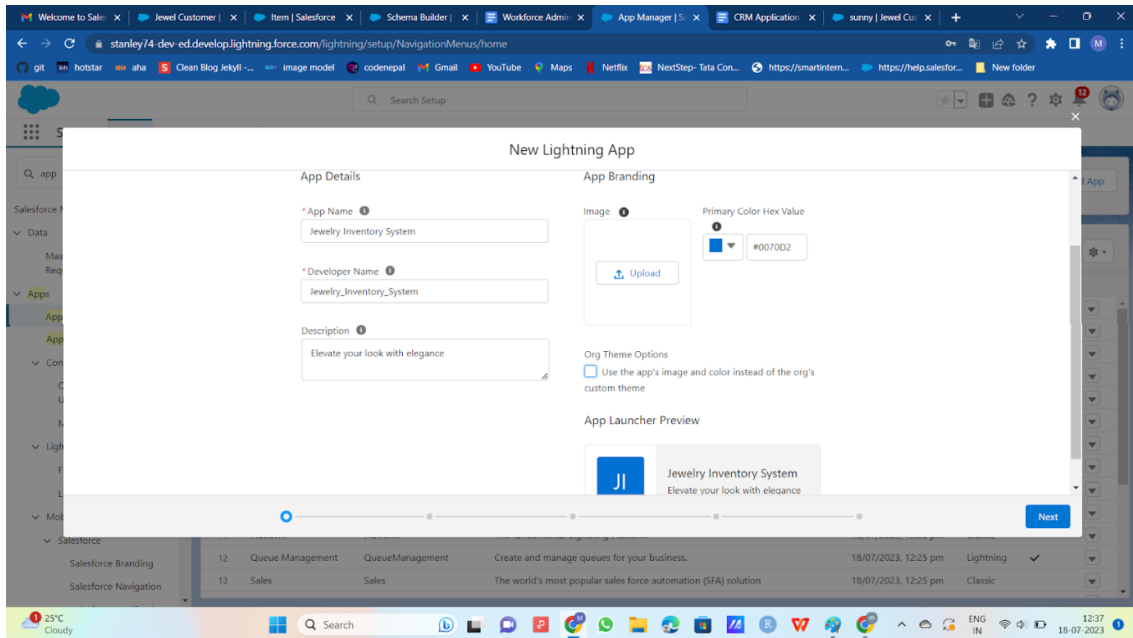 Welcome to Sales
Jewel Customer |
Item | Salesforce
Schema Builder |
Workforce Admin
App Manager | S
CRM Application
sunny | Jewel Cus
stanley74-dev-ed.develop.lightning.force.com/lightning/setup/NavigationMenus/home
M
git
hotstar
aha
Clean Blog Jekyll -...
image model
codenepal
Gmail
YouTube
Maps
Netflix
NextStep- Tata Con...
https://smartintern...
https://help.salesfor...
New folder
Search Setup
12
S
New Lightning App
app
App
App Details
App Branding
Salesforce
Data
Apps
*App Name
Jewelry Inventory System
Image
Primary Color Hex Value
#0070D2
Upload
*Developer Name
Jewelry_Inventory_System
Description
Elevate your look with elegance
Org Theme Options
Use the app's image and color instead of the org's
custom theme
App Launcher Preview
JI
Jewelry Inventory System
Elevate your look with elegance
Next
Salesforce
Salesforce Branding
Salesforce Navigation
12 Queue Management QueueManagement Create and manage queues for your business. 18/07/2023, 12:25 pm Lightning
13 Sales Sales The world's most popular sales force automation (SFA) solution 18/07/2023, 12:25 pm Classic
1
25°C
Cloudy
Search
ENG
IN
12:37
18-07-2023
1